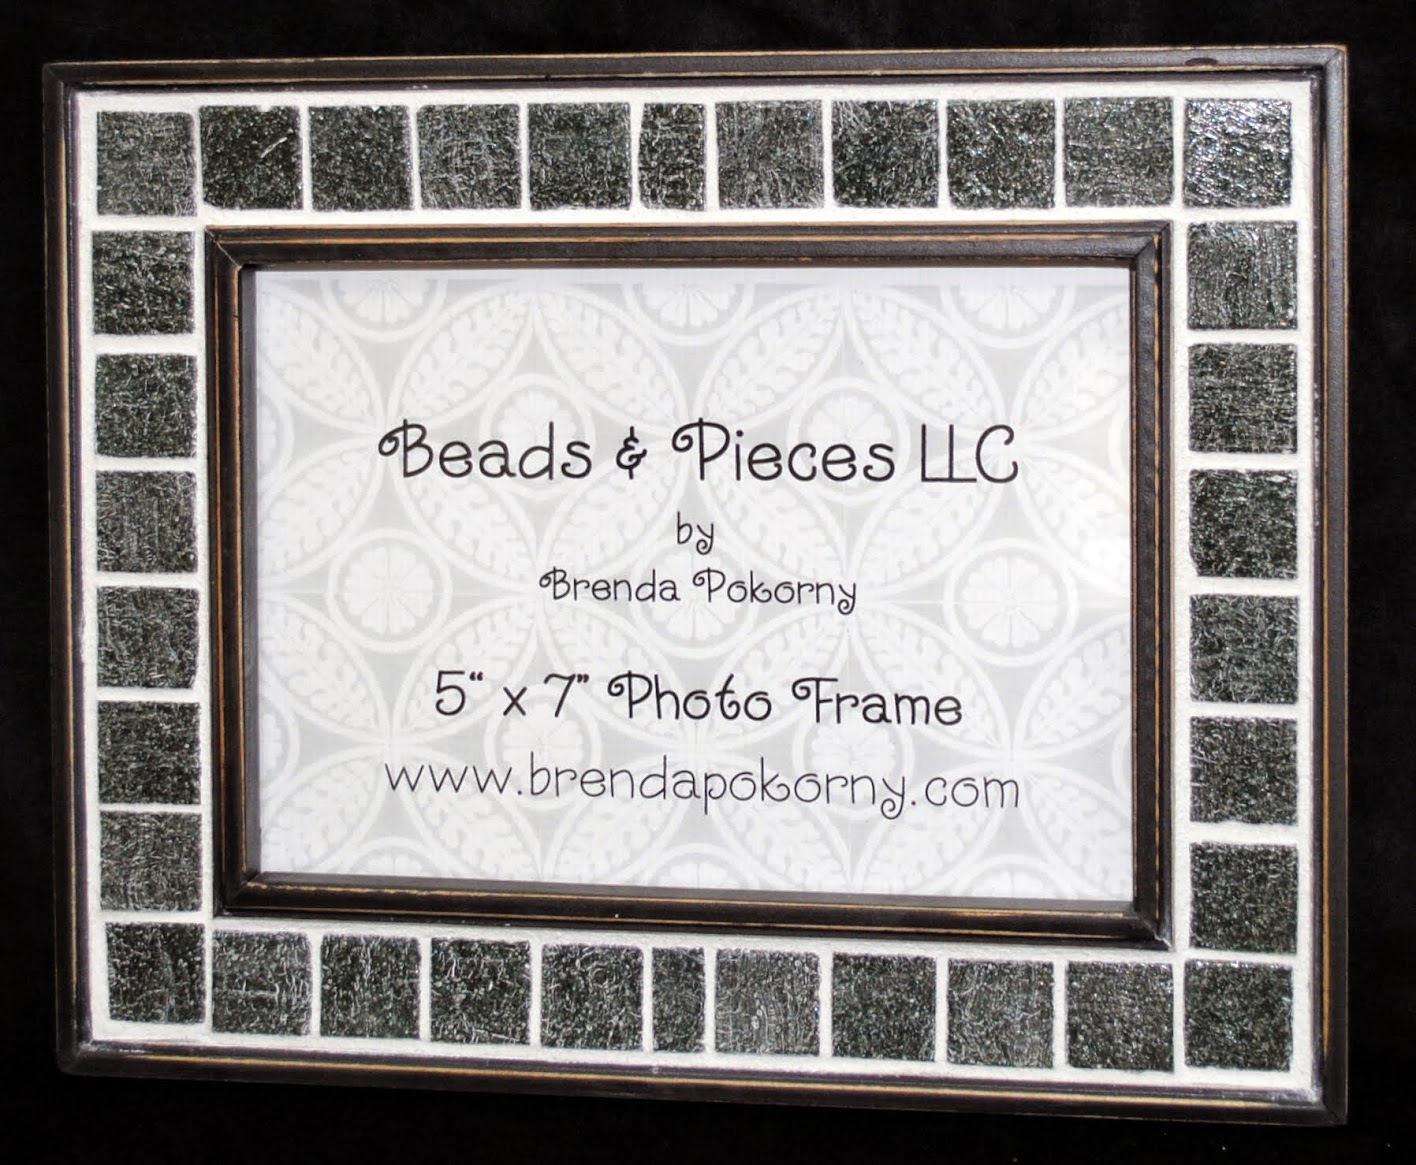 Beads & Pieces LLC
by
Brenda Pokorny
5“ x 7” Photo Frame
www.brendapokorny.com